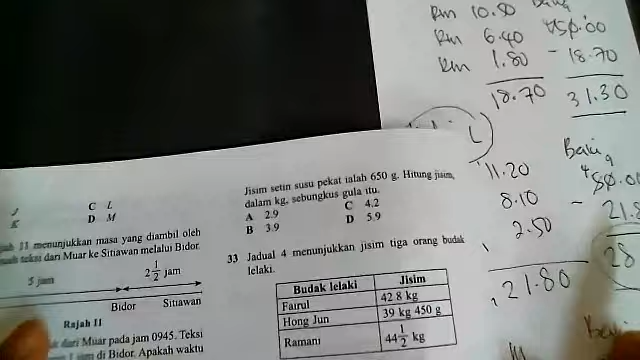 Rm 10.50
Rm 6.40
Rm 1.80
18.70
50.00
- 18.70
31.30
L
11.20
8.10
2.50
21.80
Baki
50.00
-
28
J
K
C L
D M
11 menunjukkan masa yang diambil oleh
teksi dari Muar ke Sitiawan melalui Bidor.
5 jam
2 1/2 jam
Bidor Sitiawan
Rajah 11
dari Muar pada jam 0945. Teksi
di Bidor. Apakah waktu
Jisim setin susu pekat ialah 650 g. Hitung jisim,
dalam kg, sebungkus gula itu.
A 2.9 C 4.2
B 3.9 D 5.9
33 Jadual 4 menunjukkan jisim tiga orang budak
lelaki.
Budak lelaki Jisim
Fairul 42.8 kg
Hong Jun 39 kg 450 g
Ramani 44 1/2 kg